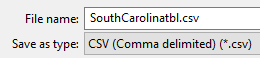 File name: SouthCarolinatbl.csv
Save as type: CSV (Comma delimited) (*.csv)